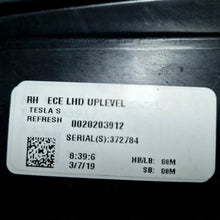 RH ECE LHD UPLEVEL
TESLA S
REFRESH 0020203912
SERIAL(S):372784
8:39:6 HB/LB: 08M
3/7/19 SB: 08M